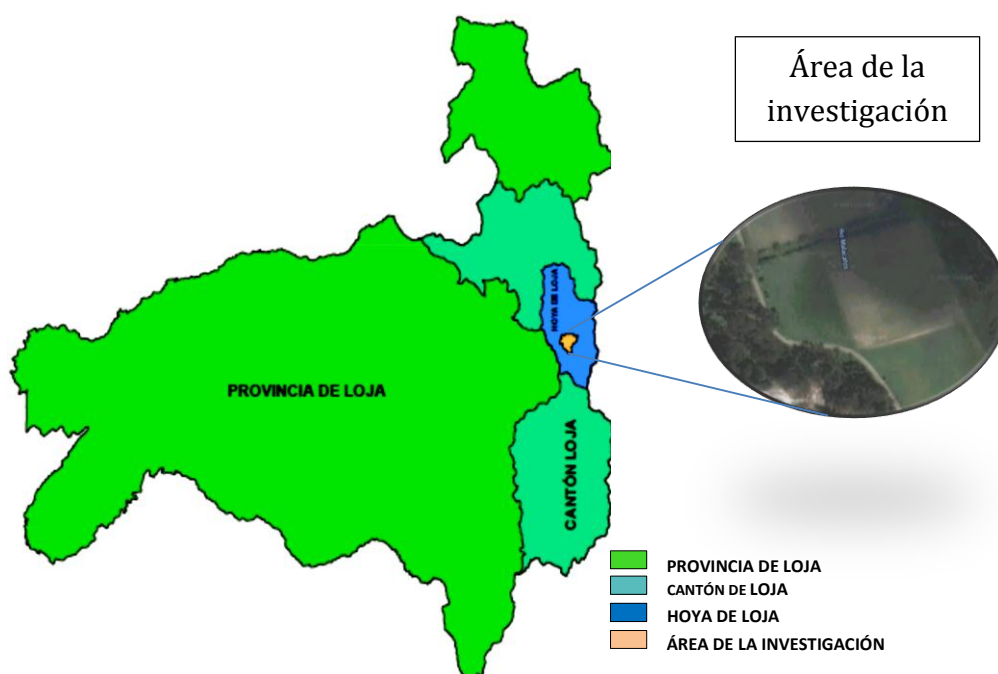 Área de la
investigación
HOYA DE LOJA
PROVINCIA DE LOJA
CANTÓN LOJA
PROVINCIA DE LOJA
CANTÓN DE LOJA
HOYA DE LOJA
ÁREA DE LA INVESTIGACIÓN